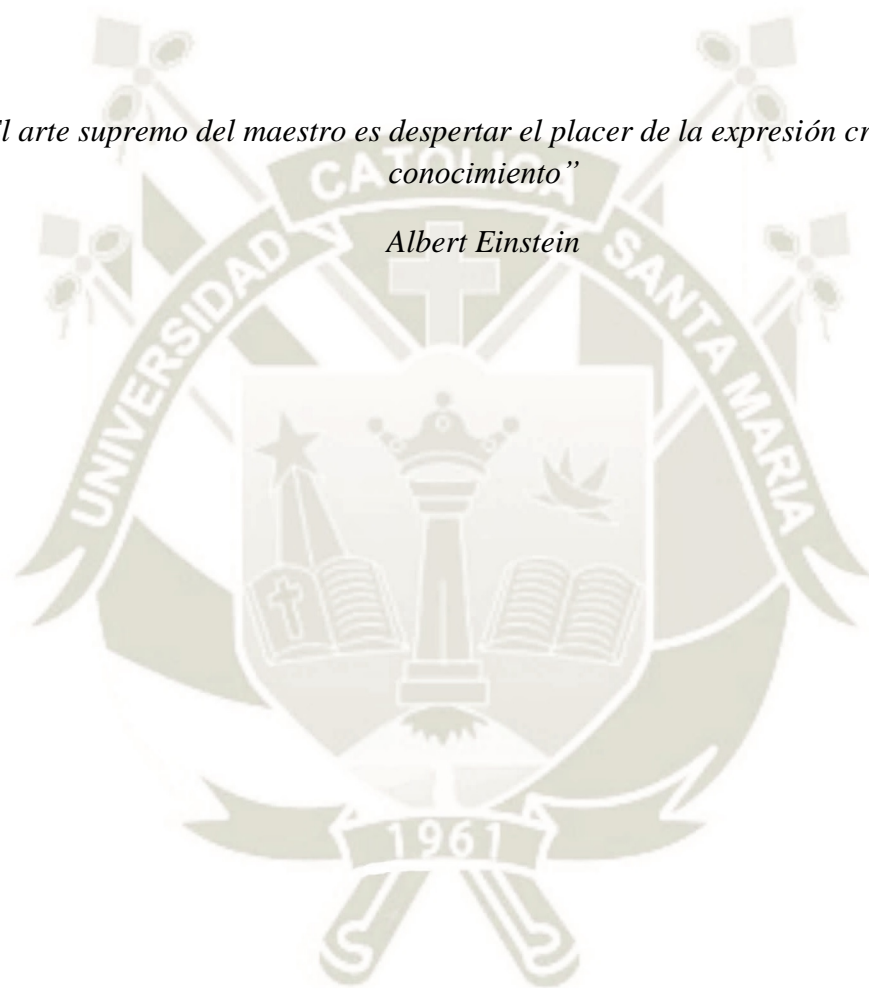 l arte supremo del maestro es despertar el placer de la expresión
conocimiento”
Albert Einstein
UNIVERSIDAD CATOLICA SANTA MARIA
1961